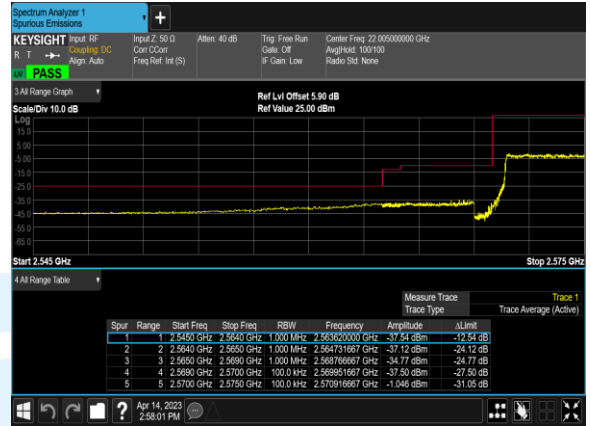 Spectrum Analyzer 1
Spurious Emissions
+
KEYSIGHT Input: RF Input Z: 50 Ω Atten: 40 dB Trig: Free Run Center Freq: 22.005000000 GHz
R T Coupling: DC Corr CCorr Gate: Off Avg|Hold: 100/100
Align: Auto Freq Ref: Int (S) IF Gain: Low Radio Std: None
PASS
3 All Range Graph
Ref Lvl Offset 5.90 dB
Scale/Div 10.0 dB Ref Value 25.00 dBm
Log
15.0
5.00
-5.00
-15.0
-25.0
-35.0
-45.0
-55.0
-65.0
Start 2.545 GHz Stop 2.575 GHz
4 All Range Table
Measure Trace Trace 1
Trace Type Trace Average (Active)
Spur Range Start Freq Stop Freq RBW Frequency Amplitude ΔLimit
1 1 2.5450 GHz 2.5640 GHz 1.000 MHz 2.563620000 GHz -37.54 dBm -12.54 dB
2 2 2.5640 GHz 2.5650 GHz 1.000 MHz 2.564731667 GHz -37.12 dBm -24.12 dB
3 3 2.5650 GHz 2.5690 GHz 1.000 MHz 2.568766667 GHz -34.77 dBm -24.77 dB
4 4 2.5690 GHz 2.5700 GHz 100.0 kHz 2.569951667 GHz -37.50 dBm -27.50 dB
5 5 2.5700 GHz 2.5750 GHz 100.0 kHz 2.570916667 GHz -1.046 dBm -31.05 dB
?
Apr 14, 2023
2:58:01 PM